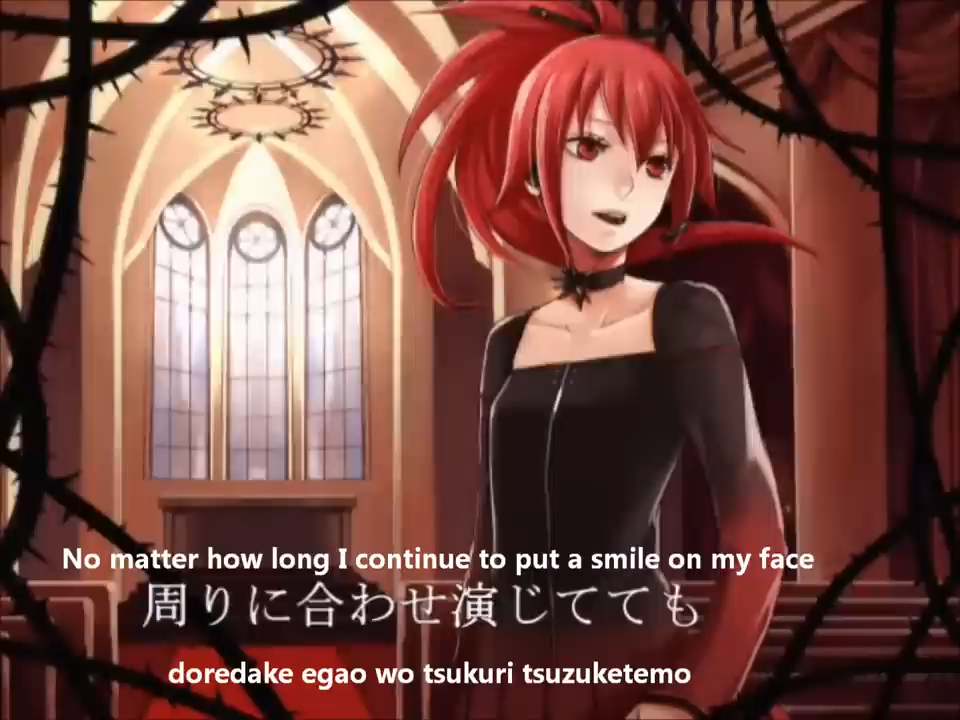 No matter how long I continue to put a smile on my face
周りに合わせ演じてても
doredake egao wo tsukuri tsuzuketemo